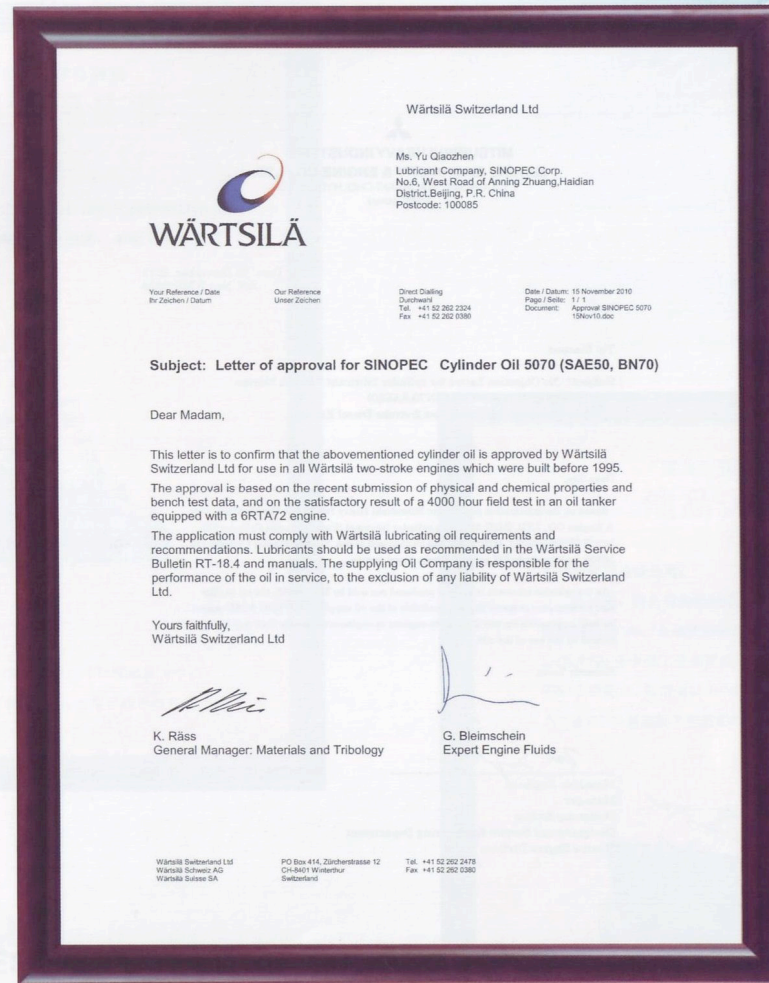 Wärtsilä Switzerland Ltd
Ms. Yu Qiaozhen
Lubricant Company, SINOPEC Corp.
No.6, West Road of Anning Zhuang,Haidian
District.Beijing, P.R. China
Postcode: 100085
WÄRTSILÄ
Your Reference / Date
Ihr Zeichen / Datum
Our Reference
Unser Zeichen
Direct Dialling
Durchwahl
Tel. +41 52 262 2324
Fax +41 52 262 0380
Date / Datum: 15 November 2010
Page / Seite: 1 / 1
Document: Approval SINOPEC 5070
15Nov10.doc
Subject: Letter of approval for SINOPEC Cylinder Oil 5070 (SAE50, BN70)
Dear Madam,
This letter is to confirm that the abovementioned cylinder oil is approved by Wärtsilä
Switzerland Ltd for use in all Wärtsilä two-stroke engines which were built before 1995.
The approval is based on the recent submission of physical and chemical properties and
bench test data, and on the satisfactory result of a 4000 hour field test in an oil tanker
equipped with a 6RTA72 engine.
The application must comply with Wärtsilä lubricating oil requirements and
recommendations. Lubricants should be used as recommended in the Wärtsilä Service
Bulletin RT-18.4 and manuals. The supplying Oil Company is responsible for the
performance of the oil in service, to the exclusion of any liability of Wärtsilä Switzerland
Ltd.
Yours faithfully,
Wärtsilä Switzerland Ltd
K. Räss
General Manager: Materials and Tribology
G. Bleimschein
Expert Engine Fluids
Wärtsilä Switzerland Ltd
Wärtsilä Schweiz AG
Wärtsilä Suisse SA
PO Box 414, Zürcherstrasse 12
CH-8401 Winterthur
Switzerland
Tel. +41 52 262 2478
Fax +41 52 262 0380